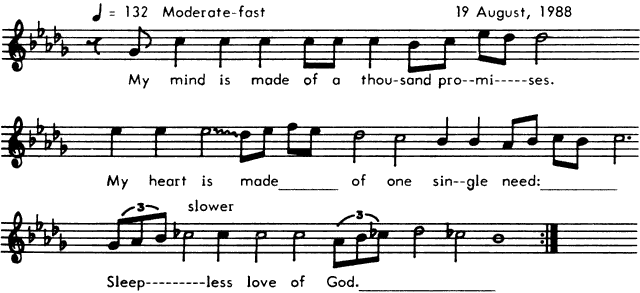 ♩ = 132 Moderate-fast 19 August, 1988
My mind is made of a thou-sand pro--mi-----ses.
My heart is made_______ of one sin--gle need:_________
3 slower 3
Sleep---------less love of God.________________